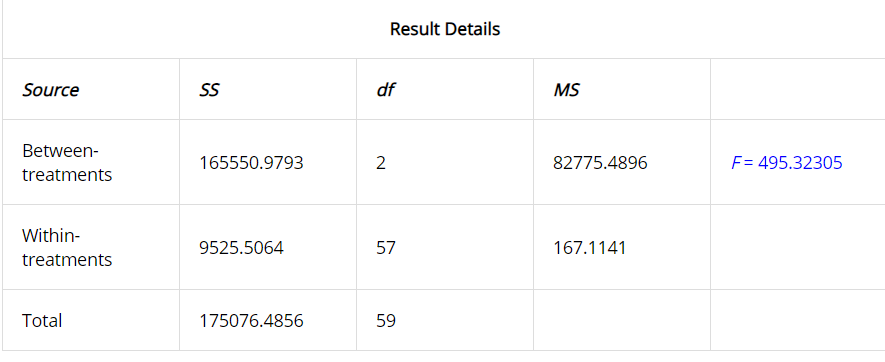 Result Details
Source SS df MS
Between-
treatments 165550.9793 2 82775.4896 F = 495.32305
Within-
treatments 9525.5064 57 167.1141
Total 175076.4856 59